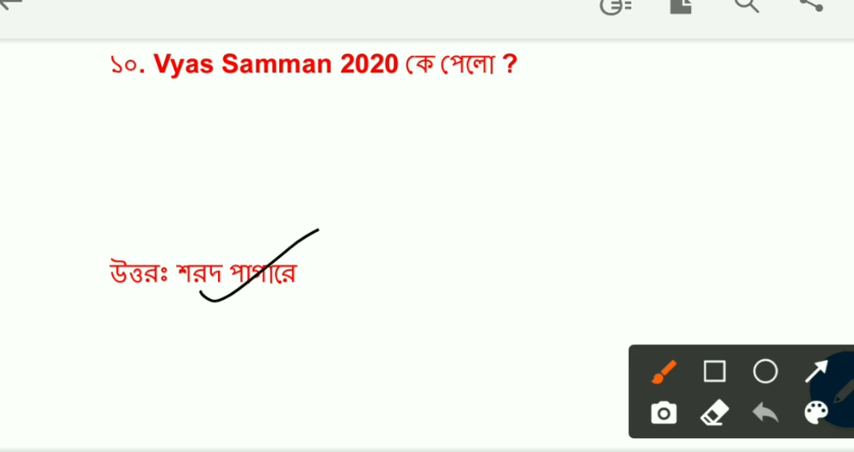 ১০. Vyas Samman 2020 কে পেলো ?
উত্তরঃ শরদ পাগারে